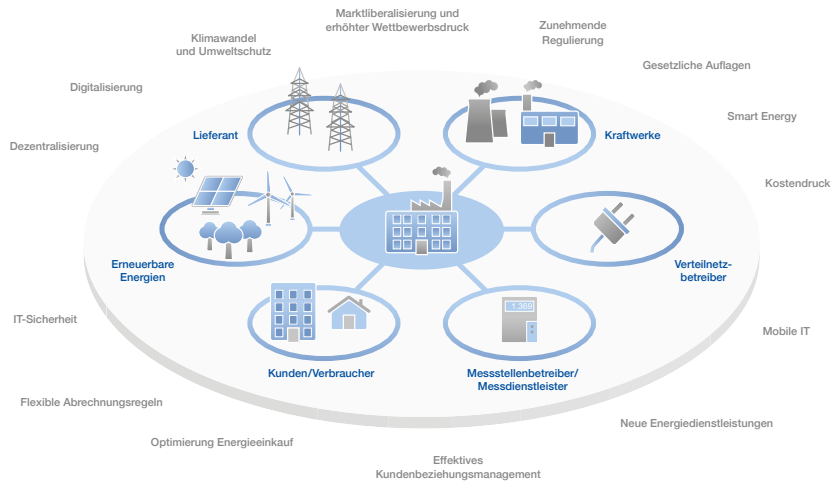 Marktliberalisierung und
erhöhter Wettbewerbsdruck
Zunehmende
Regulierung
Klimawandel
und Umweltschutz
Gesetzliche Auflagen
Digitalisierung
Smart Energy
Lieferant
Kraftwerke
Dezentralisierung
Kostendruck
Erneuerbare
Energien
Verteilnetz-
betreiber
1.369
IT-Sicherheit
Mobile IT
Kunden/Verbraucher
Messstellenbetreiber/
Messdienstleister
Flexible Abrechnungsregeln
Neue Energiedienstleistungen
Optimierung Energieeinkauf
Effektives
Kundenbeziehungsmanagement